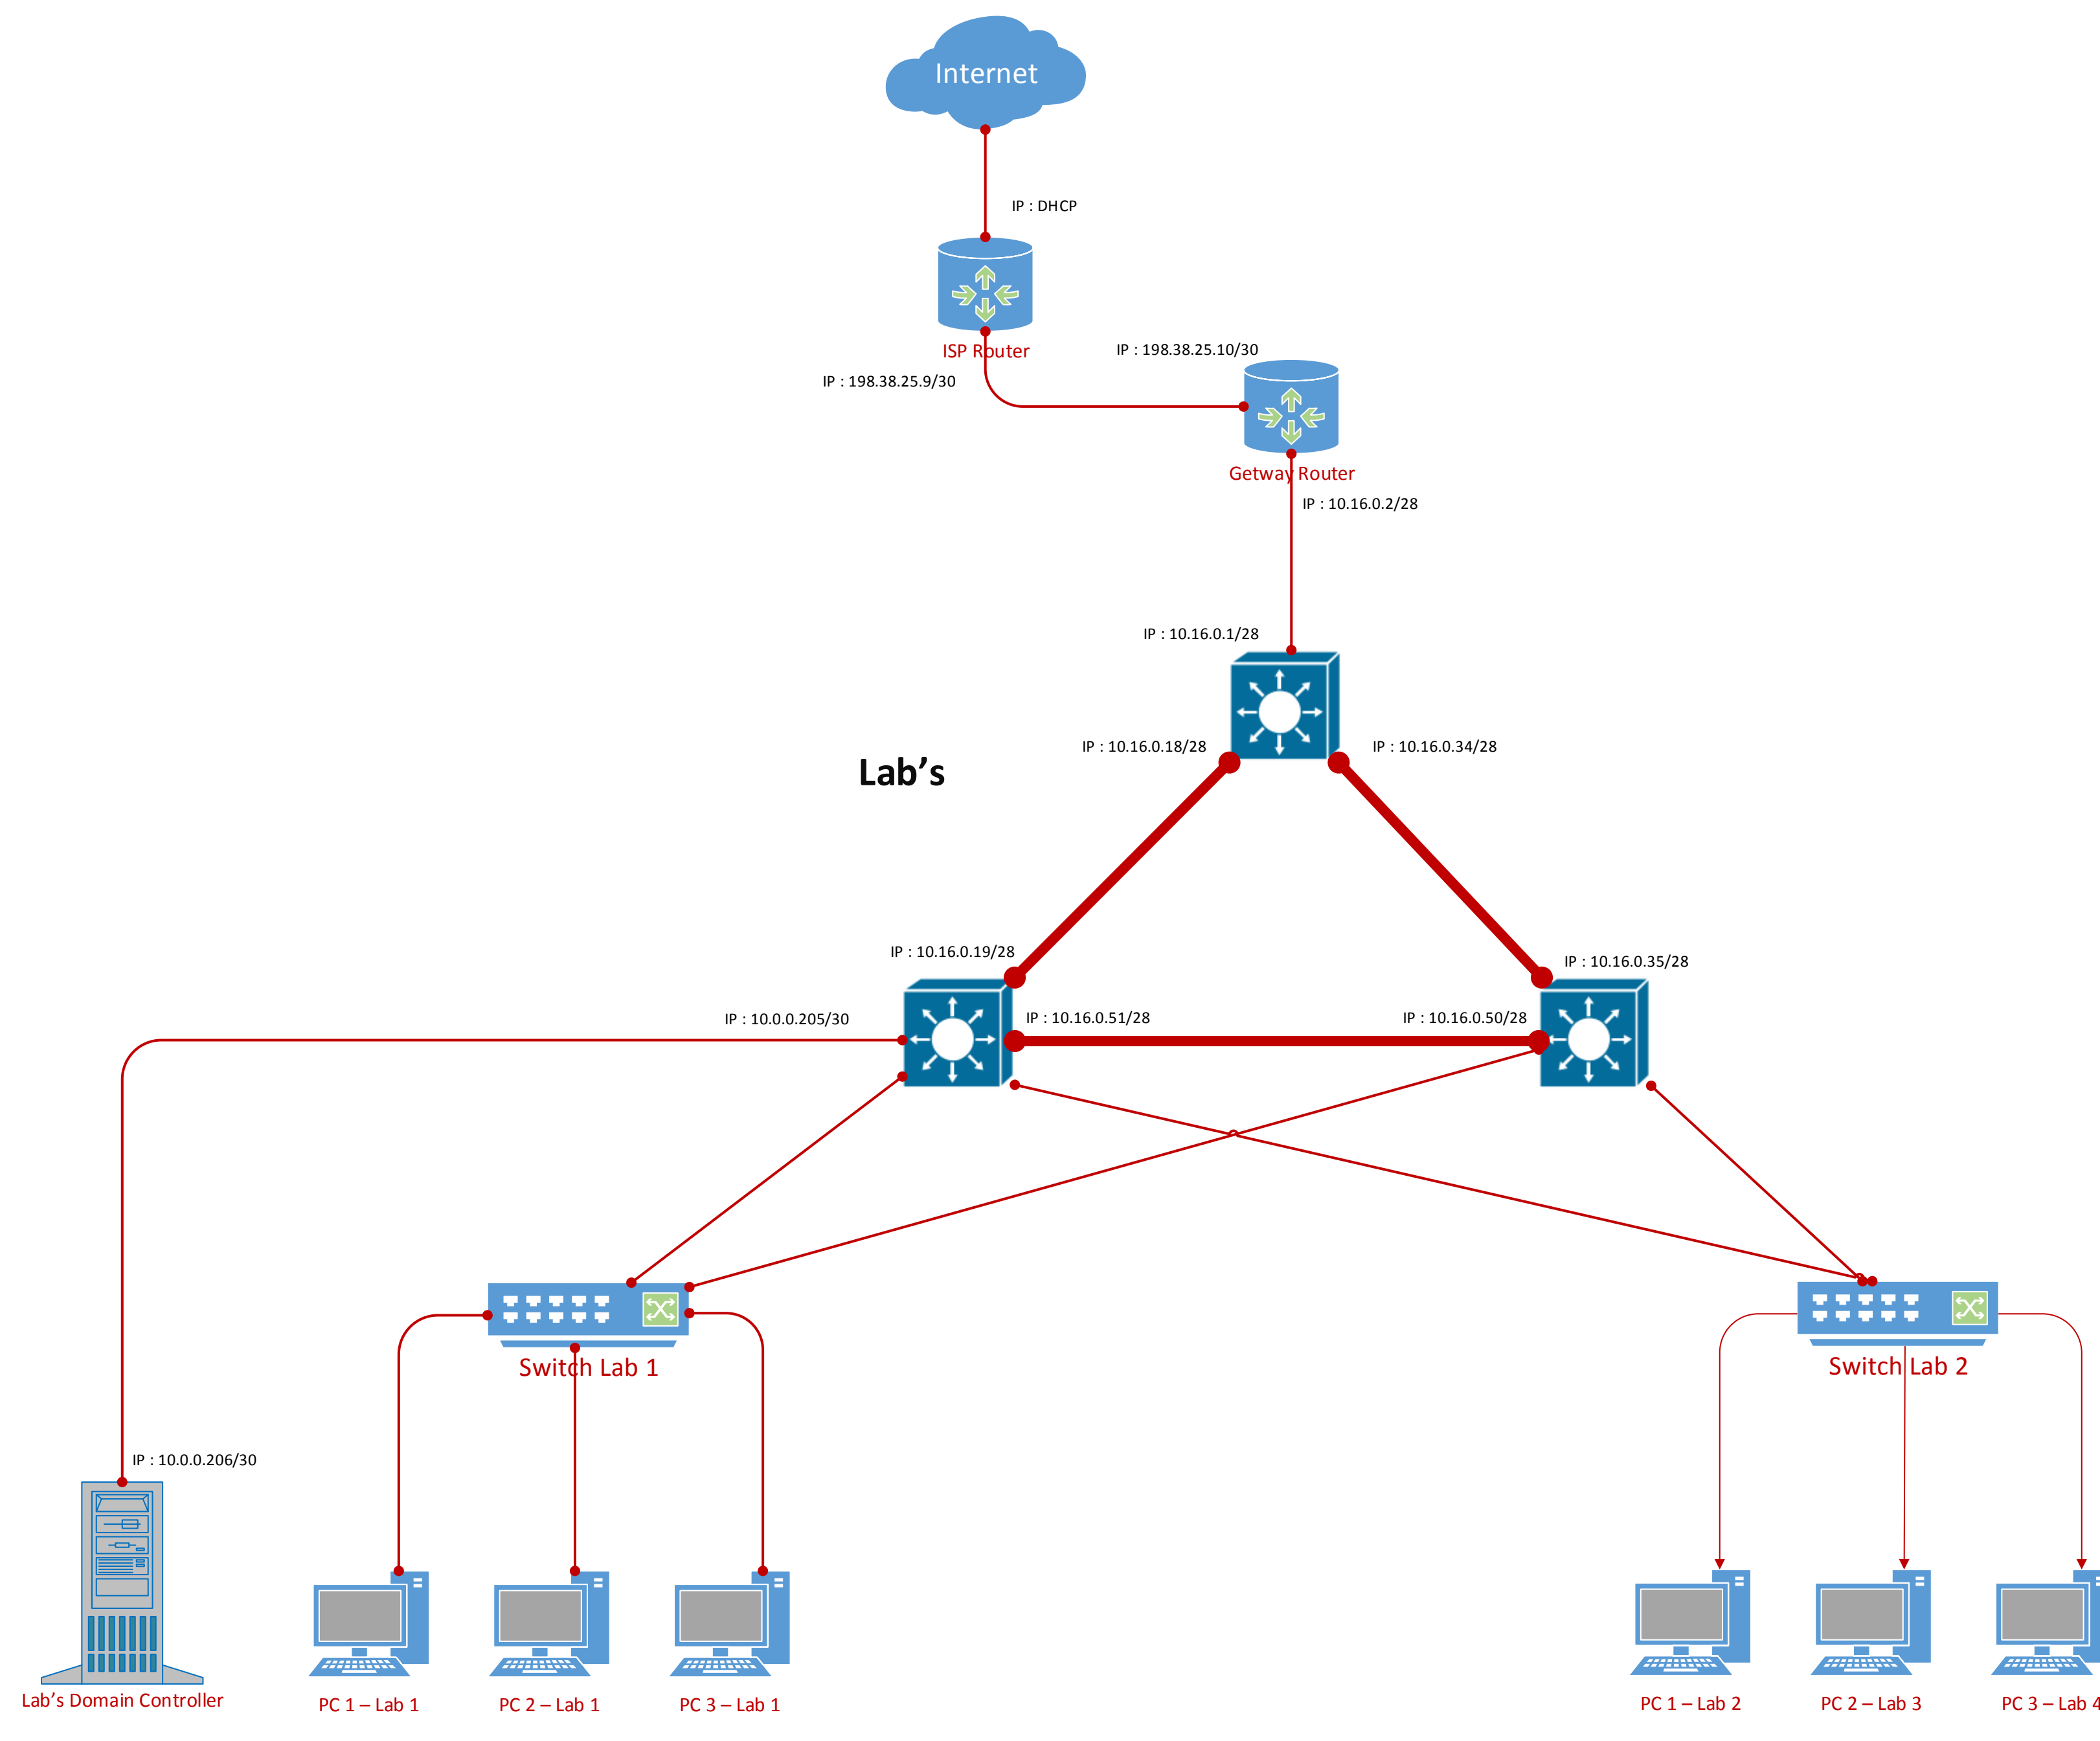 Internet
IP : DHCP
ISP Router
IP : 198.38.25.10/30
IP : 198.38.25.9/30
Getway Router
IP : 10.16.0.2/28
IP : 10.16.0.1/28
IP : 10.16.0.18/28
IP : 10.16.0.34/28
Lab’s
IP : 10.16.0.19/28
IP : 10.16.0.35/28
IP : 10.0.0.205/30
IP : 10.16.0.51/28
IP : 10.16.0.50/28
Switch Lab 1
Switch Lab 2
IP : 10.0.0.206/30
Lab’s Domain Controller
PC 1 – Lab 1
PC 2 – Lab 1
PC 3 – Lab 1
PC 1 – Lab 2
PC 2 – Lab 3
PC 3 – Lab 4